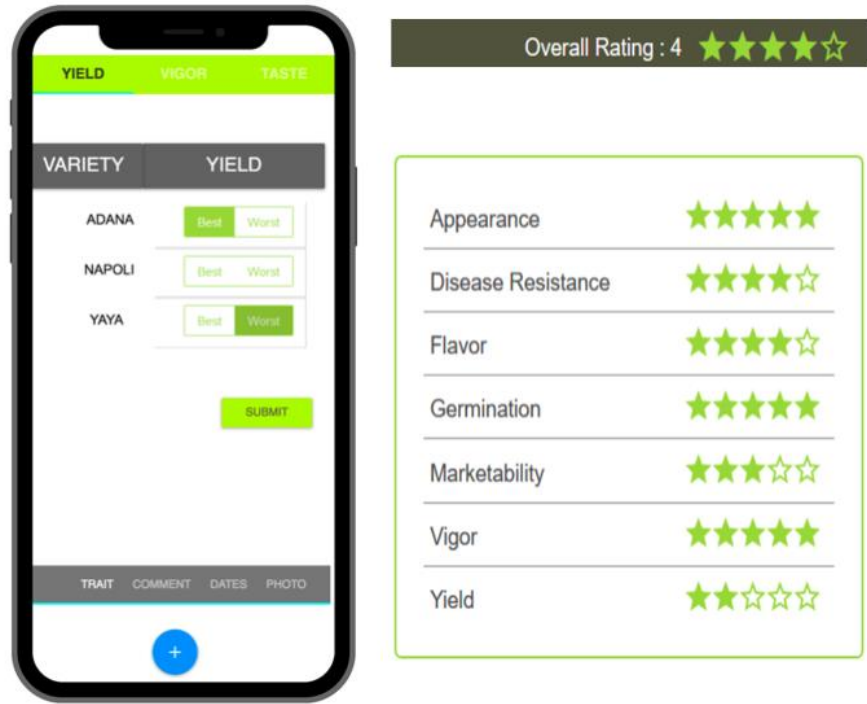 YIELD VIGOR TASTE
VARIETY YIELD
ADANA Best Worst
NAPOLI Best Worst
YAYA Best Worst
SUBMIT
TRAIT COMMENT DATES PHOTO
+
Overall Rating : 4
Appearance
Disease Resistance
Flavor
Germination
Marketability
Vigor
Yield